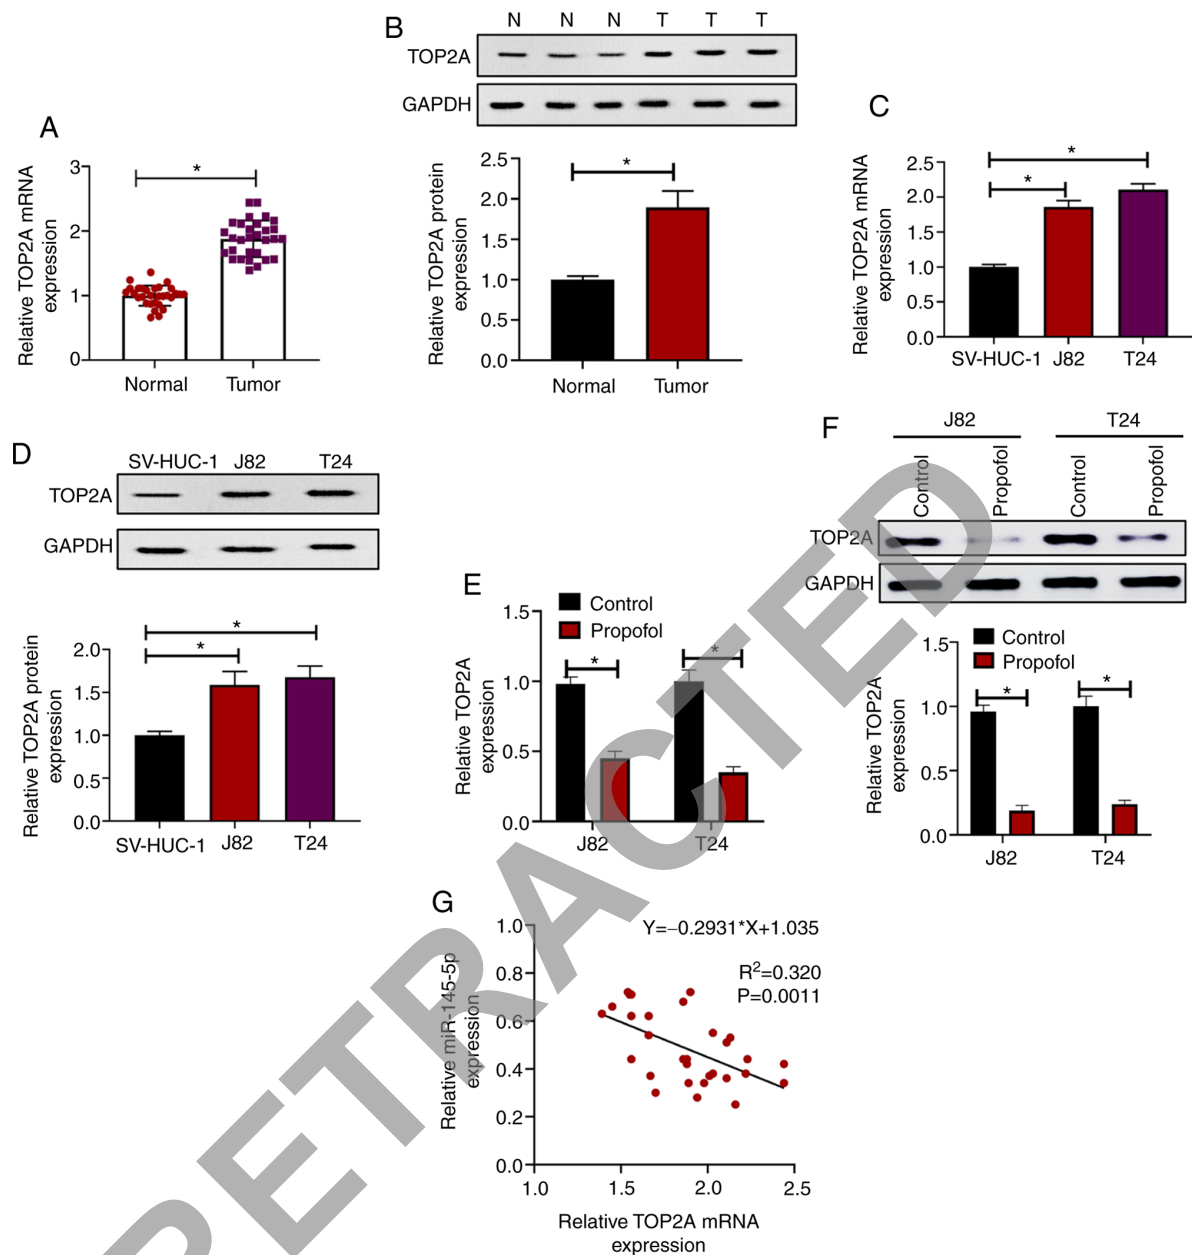 A
Relative TOP2A mRNA
expression
3
2
1
0
*
Normal
Tumor
B
N N N T T T
TOP2A
GAPDH
Relative TOP2A protein
expression
2.5
2.0
1.5
1.0
0.5
0.0
*
Normal
Tumor
C
Relative TOP2A mRNA
expression
2.5
2.0
1.5
1.0
0.5
0.0
*
*
SV-HUC-1 J82 T24
D
SV-HUC-1 J82 T24
TOP2A
GAPDH
Relative TOP2A protein
expression
2.0
1.5
1.0
0.5
0.0
*
*
SV-HUC-1 J82 T24
E
Control
Propofol
Relative TOP2A
expression
1.5
1.0
0.5
0.0
*
*
J82 T24
F
J82 T24
Control
Propofol
Control
Propofol
TOP2A
GAPDH
Control
Propofol
Relative TOP2A
expression
1.5
1.0
0.5
0.0
*
*
J82 T24
G
Y=−0.2931*X+1.035
R²=0.320
P=0.0011
Relative miR-145-5p
expression
1.0
0.8
0.6
0.4
0.2
0.0
1.0 1.5 2.0 2.5
Relative TOP2A mRNA
expression
RETRACTED